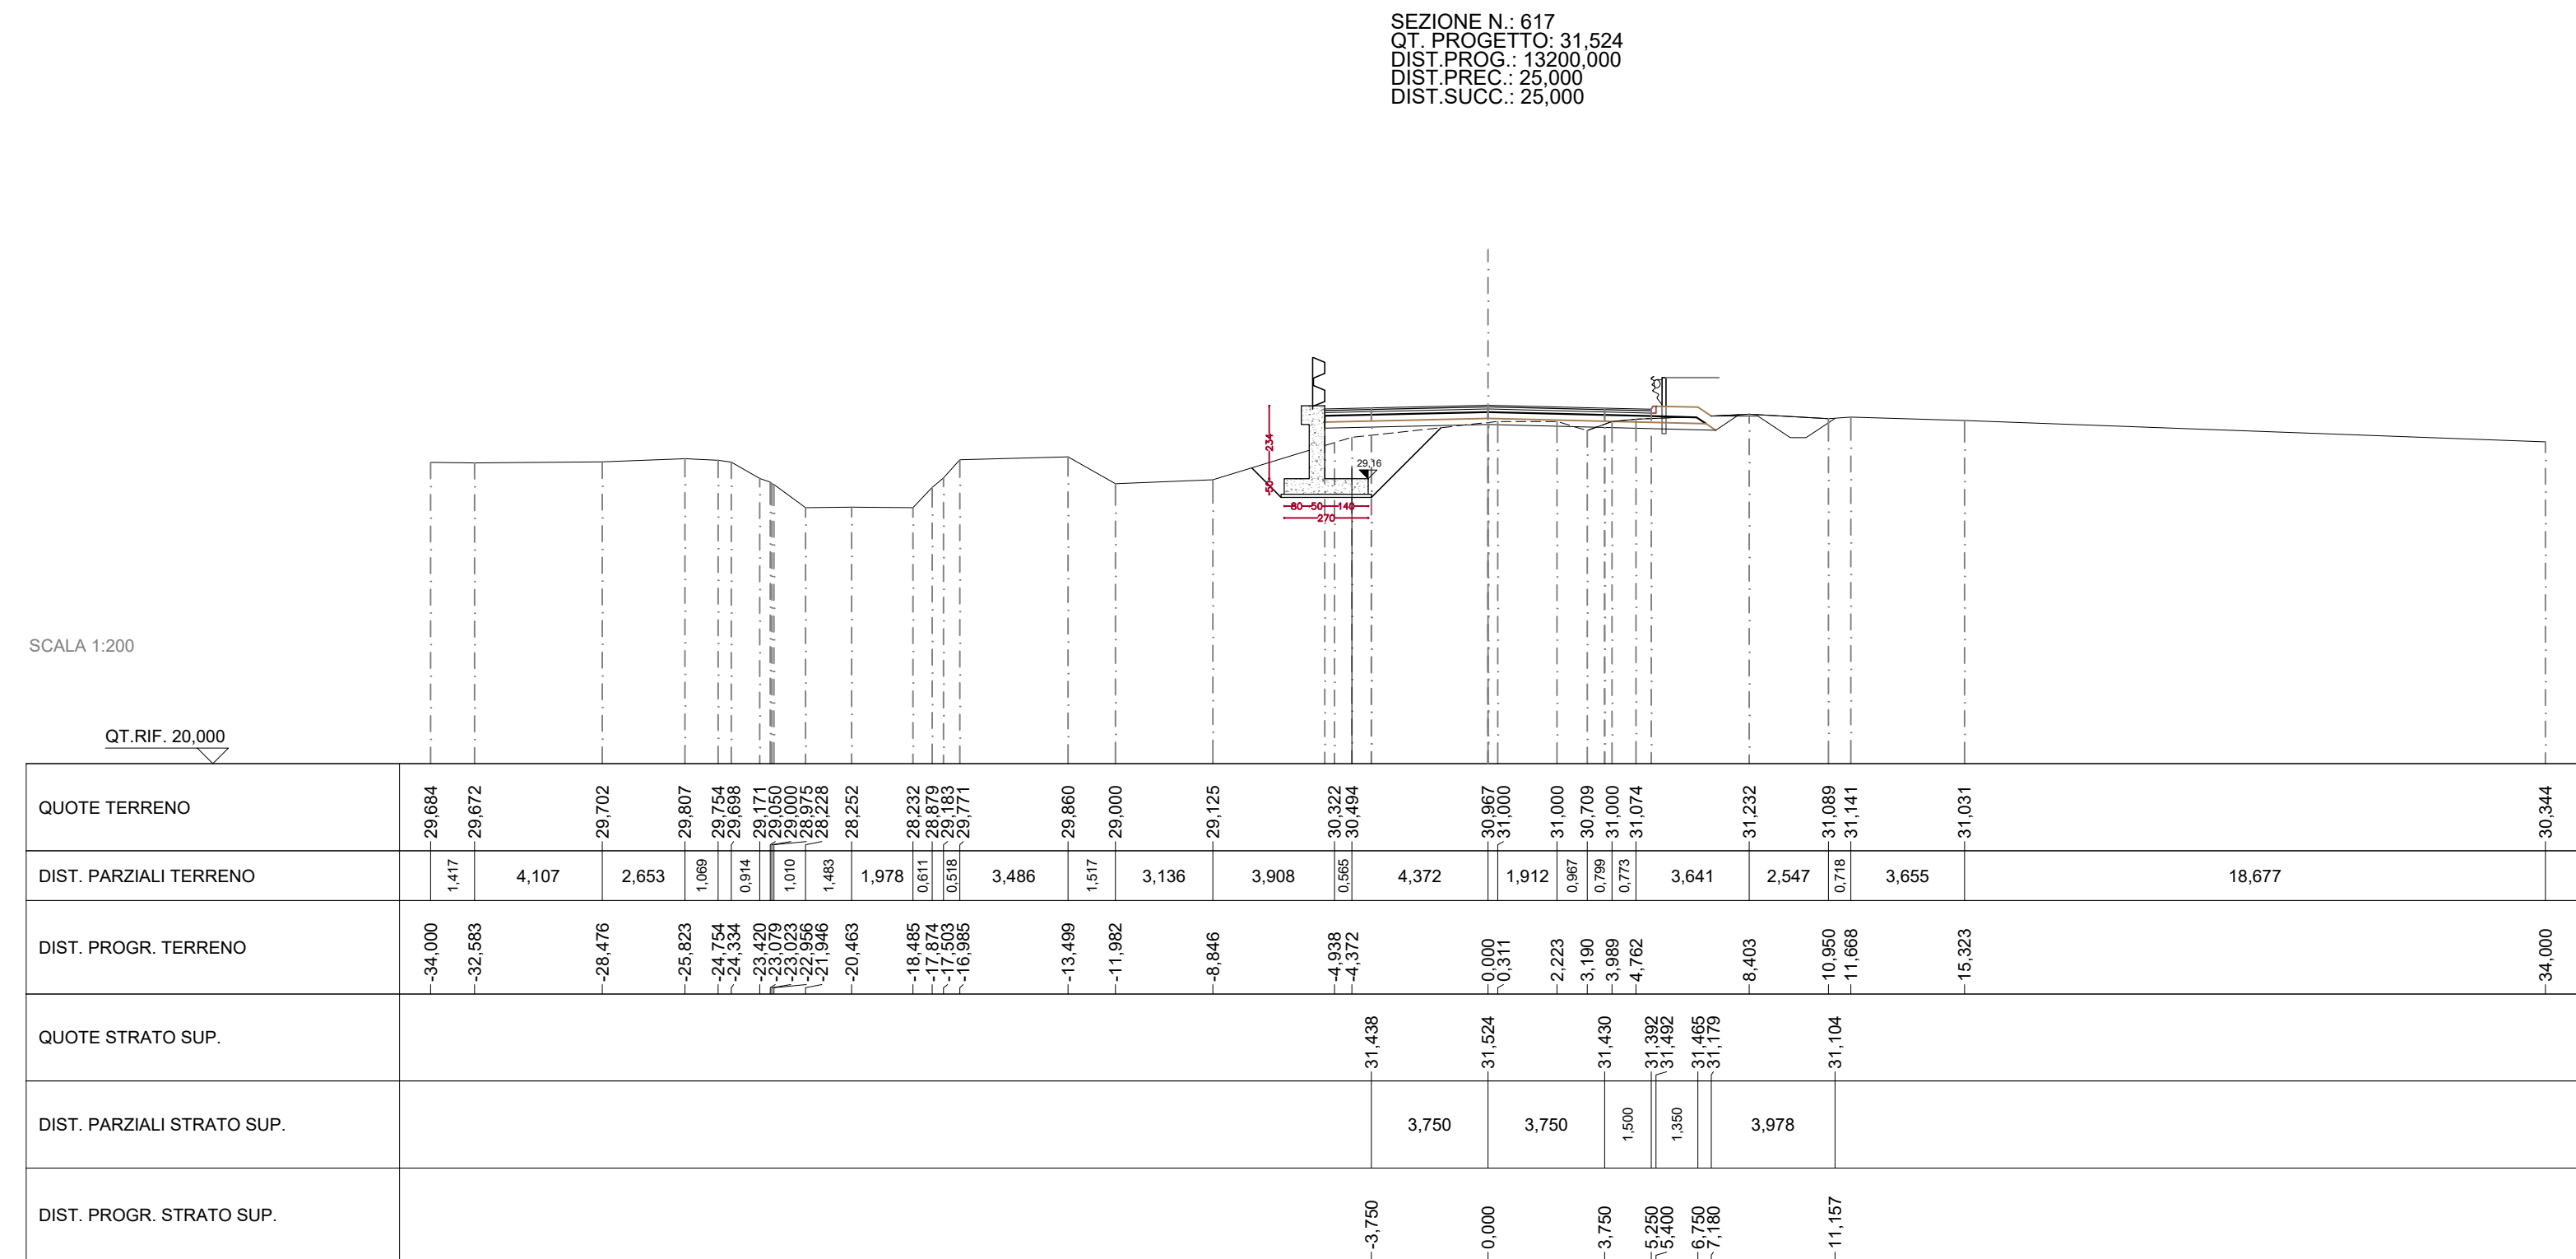 SEZIONE N.: 617
QT. PROGETTO: 31,524
DIST.PROG.: 13200,000
DIST.PREC.: 25,000
DIST.SUCC.: 25,000
234
50
29,16
80 50 140
270
SCALA 1:200
QT.RIF. 20,000
QUOTE TERRENO 29,684 29,672 29,702 29,807 29,754 29,698 29,171 29,050 29,000 28,975 28,228 28,252 28,232 28,879 29,183 29,771 29,860 29,000 29,125 30,322 30,494 30,967 31,000 31,000 30,709 31,000 31,074 31,232 31,089 31,141 31,031 30,344
DIST. PARZIALI TERRENO 1,417 4,107 2,653 1,069 0,914 1,010 1,483 1,978 0,611 0,518 3,486 1,517 3,136 3,908 0,565 4,372 1,912 0,967 0,799 0,773 3,641 2,547 0,718 3,655 18,677
DIST. PROGR. TERRENO -34,000 -32,583 -28,476 -25,823 -24,754 -24,334 -23,420 -23,079 -23,023 -22,956 -21,946 -20,463 -18,485 -17,874 -17,503 -16,985 -13,499 -11,982 -8,846 -4,938 -4,372 0,000 0,311 2,223 3,190 3,989 4,762 8,403 10,950 11,668 15,323 34,000
QUOTE STRATO SUP. 31,438 31,524 31,430 31,392 31,492 31,465 31,179 31,104
DIST. PARZIALI STRATO SUP. 3,750 3,750 1,500 1,350 3,978
DIST. PROGR. STRATO SUP. -3,750 0,000 3,750 5,250 5,400 6,750 7,180 11,157